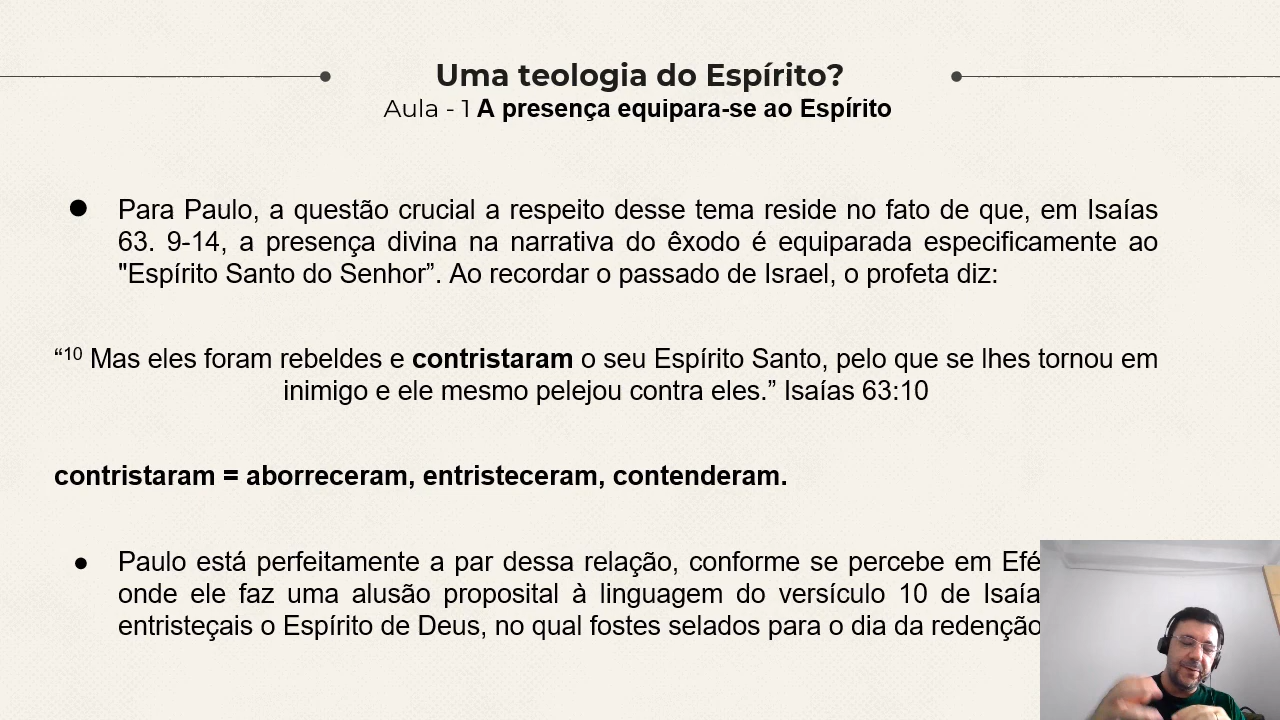 Uma teologia do Espírito?
Aula - 1 A presença equipara-se ao Espírito
● Para Paulo, a questão crucial a respeito desse tema reside no fato de que, em Isaías
63. 9-14, a presença divina na narrativa do êxodo é equiparada especificamente ao
"Espírito Santo do Senhor”. Ao recordar o passado de Israel, o profeta diz:
“¹⁰ Mas eles foram rebeldes e contristaram o seu Espírito Santo, pelo que se lhes tornou em
inimigo e ele mesmo pelejou contra eles.” Isaías 63:10
contristaram = aborreceram, entristeceram, contenderam.
● Paulo está perfeitamente a par dessa relação, conforme se percebe em
onde ele faz uma alusão proposital à linguagem do versículo 10 de
entristeçais o Espírito de Deus, no qual fostes selados para o dia da redenção